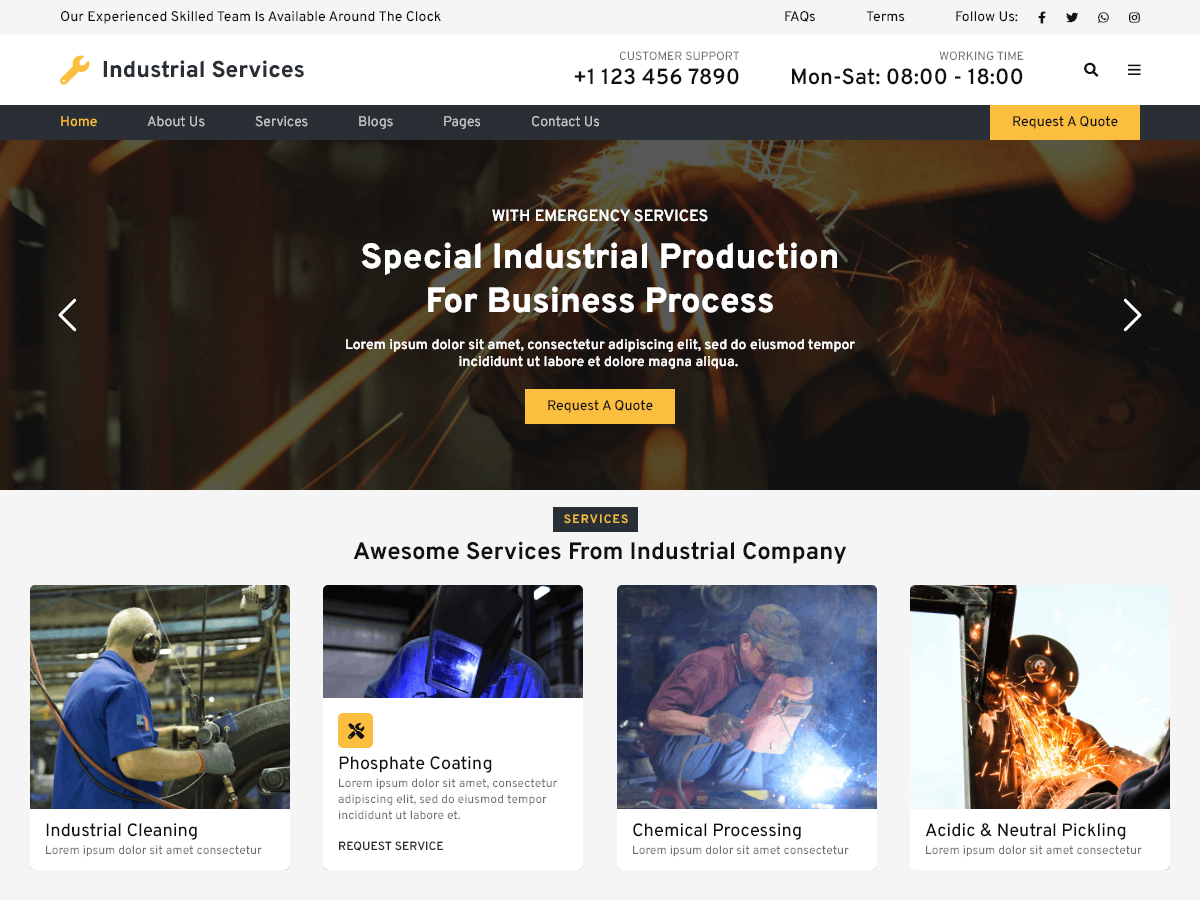 Our Experienced Skilled Team Is Available Around The Clock
FAQs
Terms
Follow Us:
Industrial Services
CUSTOMER SUPPORT
+1 123 456 7890
WORKING TIME
Mon-Sat: 08:00 - 18:00
Home
About Us
Services
Blogs
Pages
Contact Us
Request A Quote
WITH EMERGENCY SERVICES
Special Industrial Production
For Business Process
Lorem ipsum dolor sit amet, consectetur adipiscing elit, sed do eiusmod tempor
incididunt ut labore et dolore magna aliqua.
Request A Quote
SERVICES
Awesome Services From Industrial Company
Industrial Cleaning
Lorem ipsum dolor sit amet consectetur
Phosphate Coating
Lorem ipsum dolor sit amet, consectetur
adipiscing elit, sed do eiusmod tempor
incididunt ut labore et.
REQUEST SERVICE
Chemical Processing
Lorem ipsum dolor sit amet consectetur
Acidic & Neutral Pickling
Lorem ipsum dolor sit amet consectetur